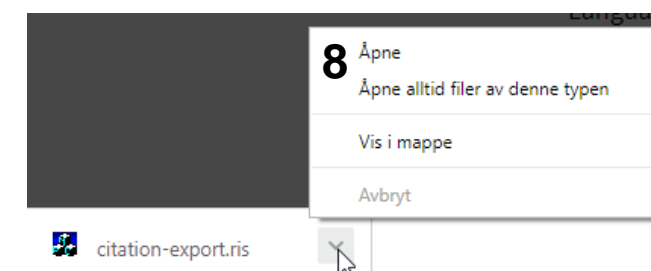 8 Åpne
Åpne alltid filer av denne typen
Vis i mappe
Avbryt
citation-export.ris